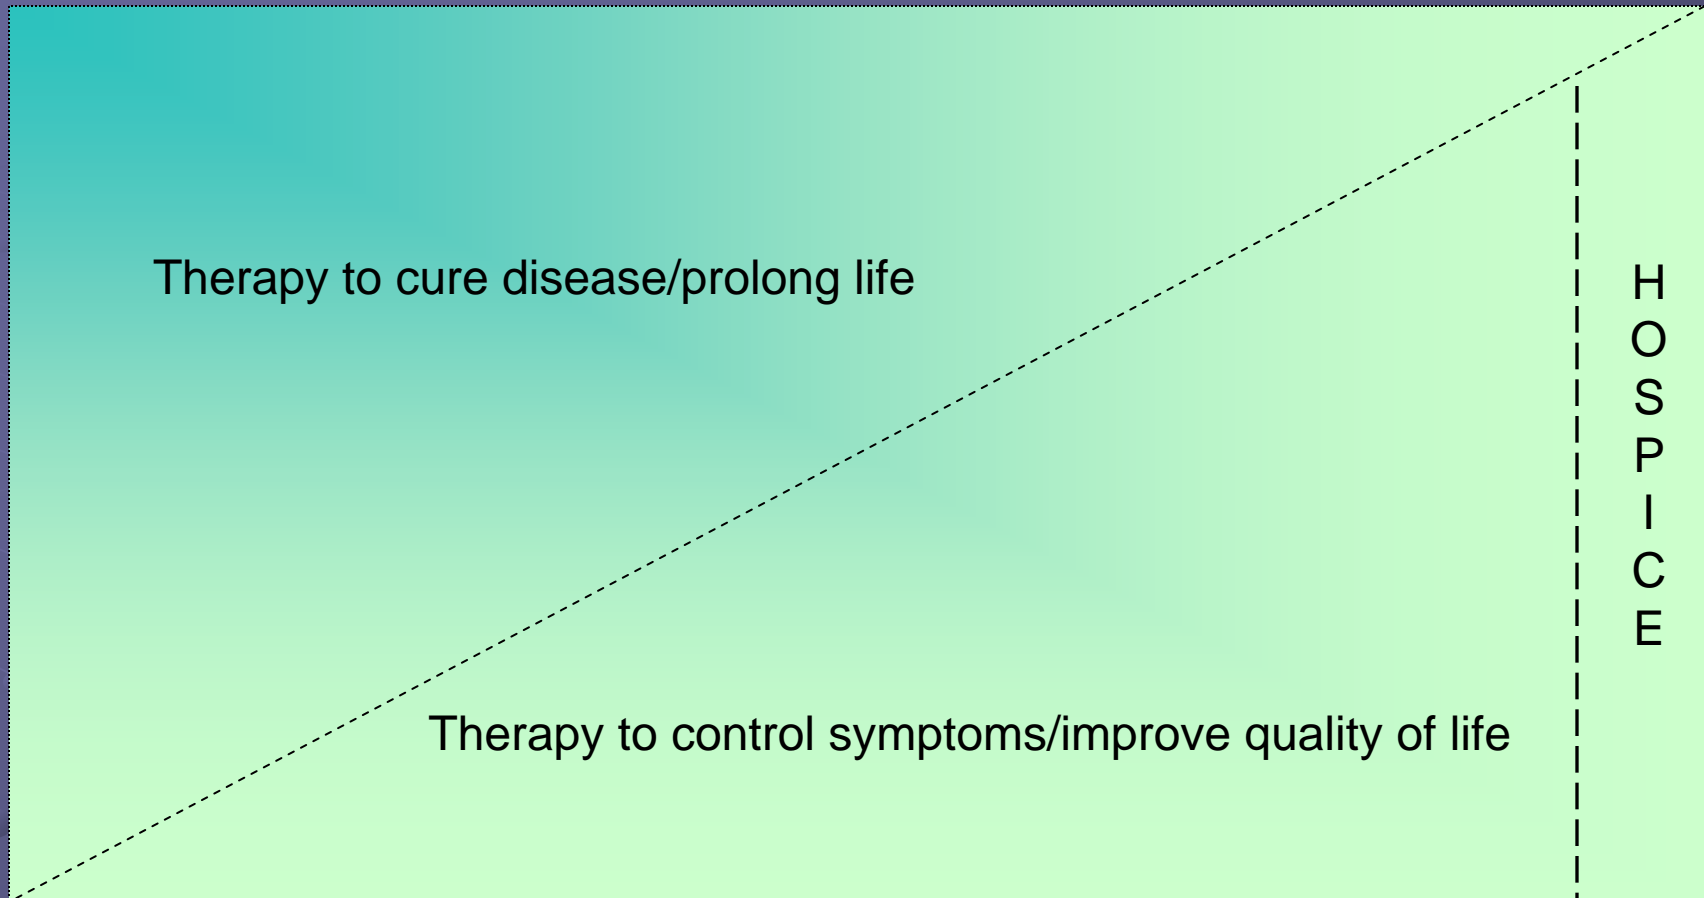 Therapy to cure disease/prolong life
Therapy to control symptoms/improve quality of life
H
O
S
P
I
C
E